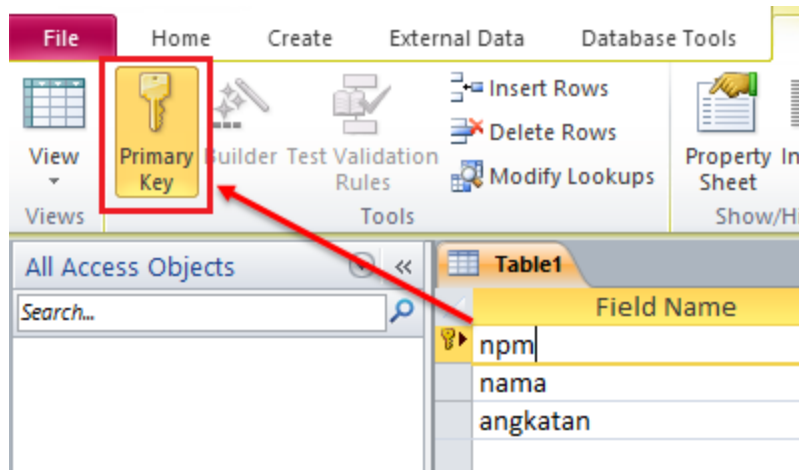 File Home Create External Data Database Tools
Insert Rows
Delete Rows
View Primary Key Builder Test Validation Rules Modify Lookups Property Sheet
Views Tools Show/Hi
All Access Objects
Table1
Search...
Field Name
npm
nama
angkatan